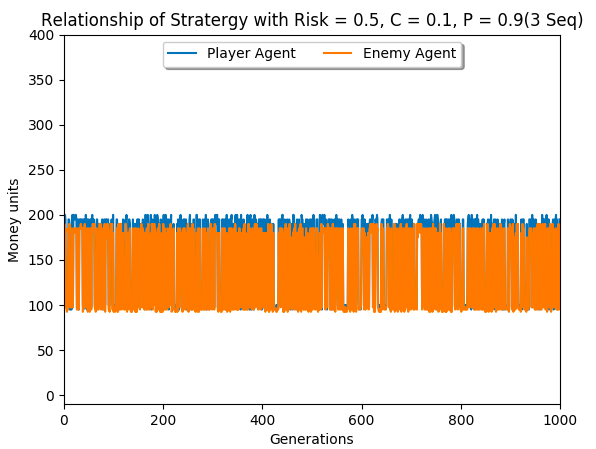 Relationship of Stratergy with Risk = 0.5, C = 0.1, P = 0.9(3 Seq)
Player Agent
Enemy Agent
Money units
400
350
300
250
200
150
100
50
0
0 200 400 600 800 1000
Generations